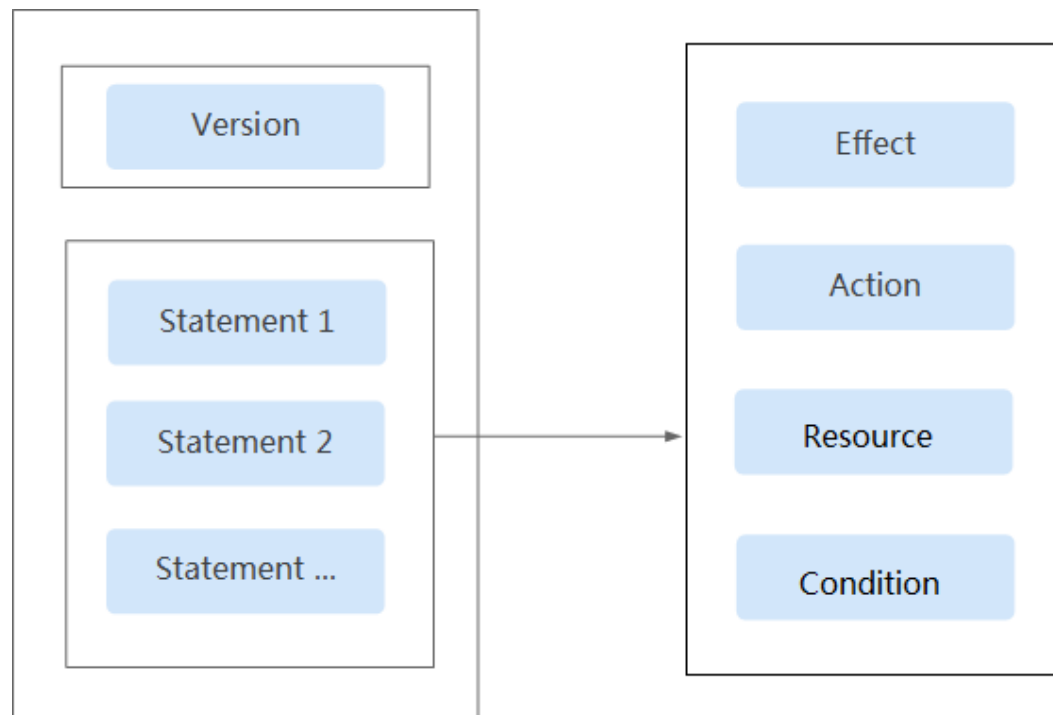 Version
Statement 1
Statement 2
Statement ...
Effect
Action
Resource
Condition